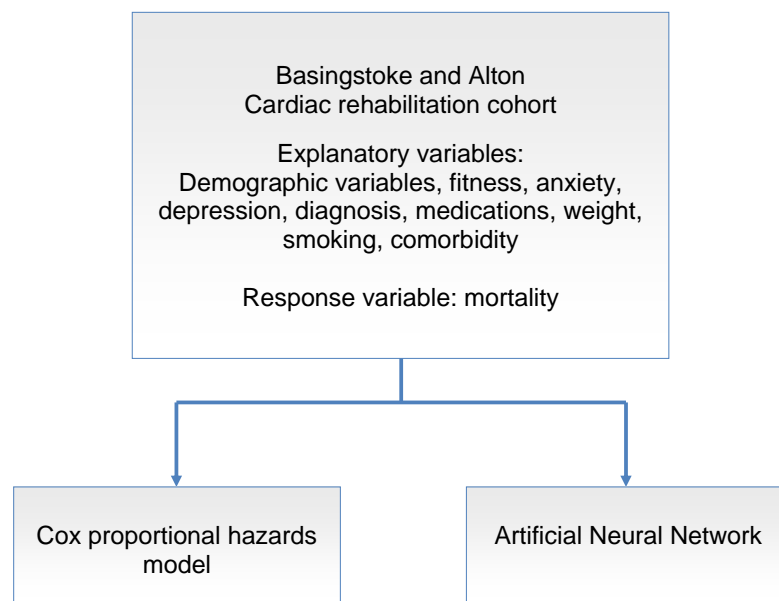 Basingstoke and Alton
Cardiac rehabilitation cohort
Explanatory variables:
Demographic variables, fitness, anxiety,
depression, diagnosis, medications, weight,
smoking, comorbidity
Response variable: mortality
Cox proportional hazards
model
Artificial Neural Network